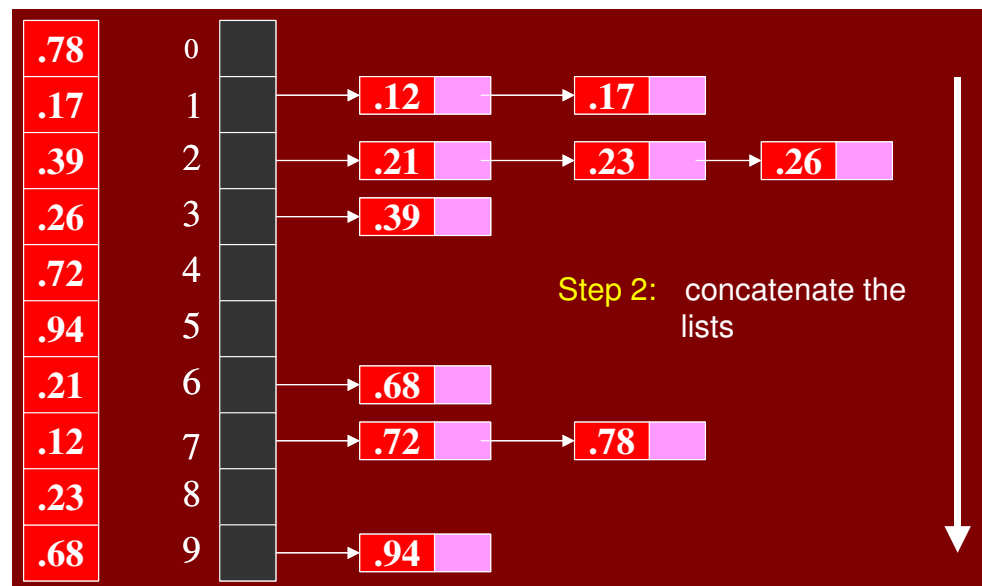 .78 0
.17 1 .12 .17
.39 2 .21 .23 .26
.26 3 .39
.72 4
Step 2: concatenate the
lists
.94 5
.21 6 .68
.12 7 .72 .78
.23 8
.68 9 .94